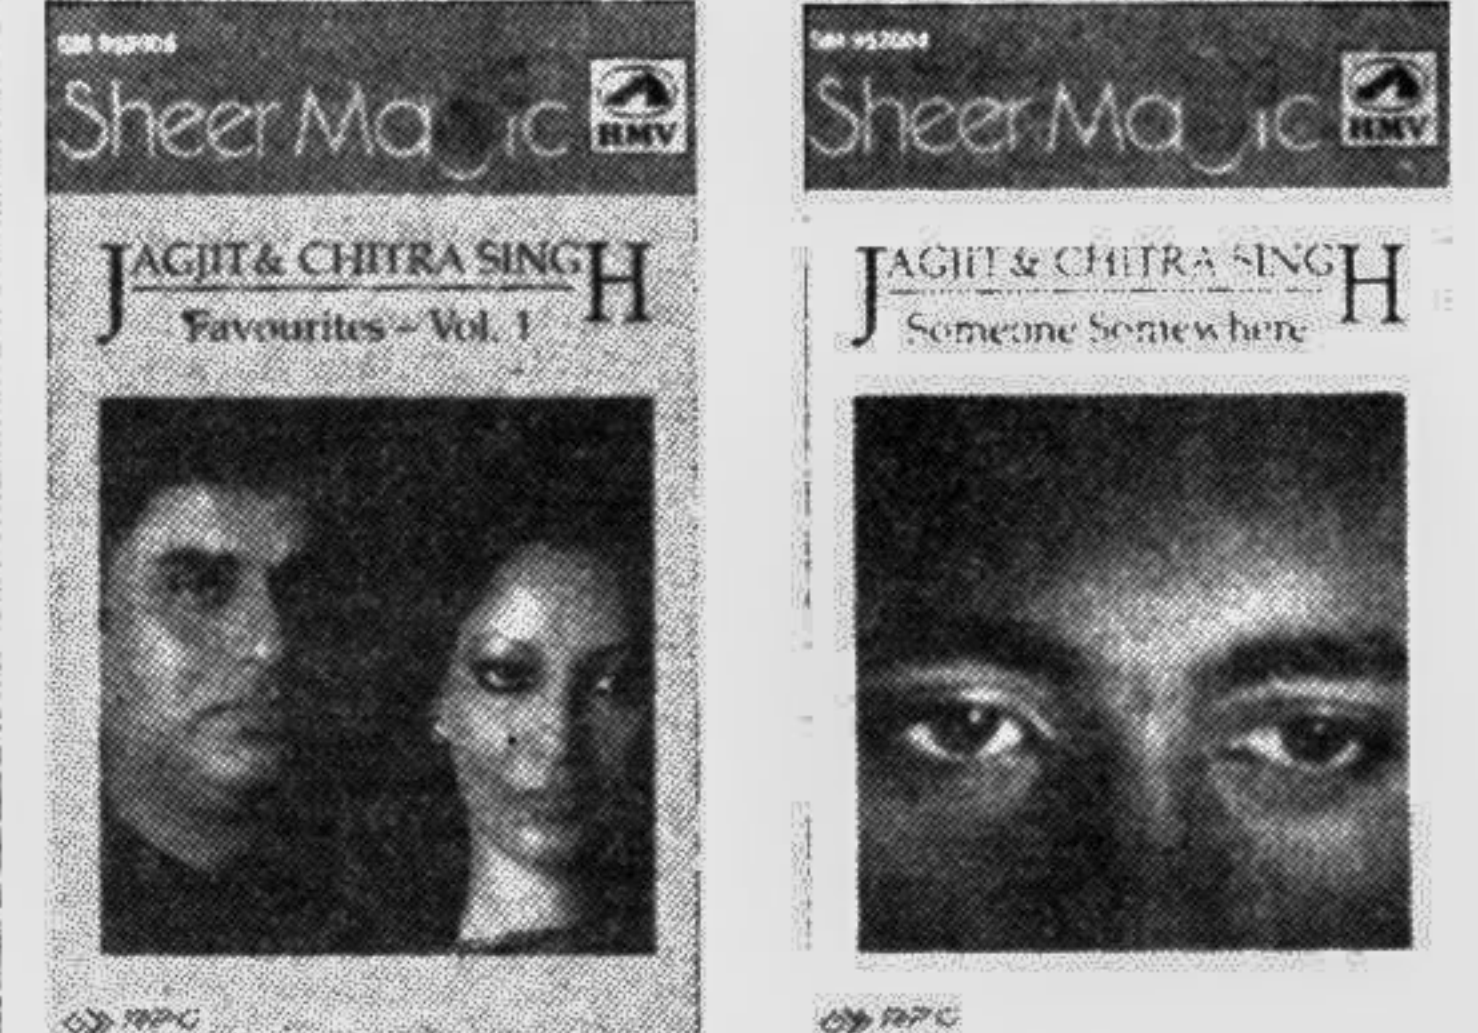 Sheer Magic
HMV
JAGJIT & CHITRA SINGH
Favourites – Vol. 1
Sheer Magic
HMV
JAGJIT & CHITRA SINGH
Someone Somewhere